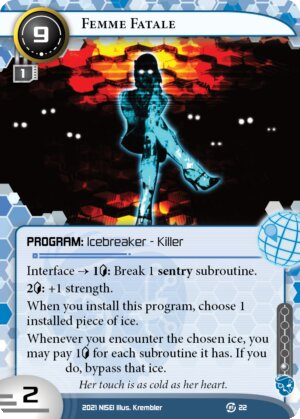 Femme Fatale
9
1
PROGRAM: Icebreaker - Killer
Interface → 1: Break 1 sentry subroutine.
2: +1 strength.
When you install this program, choose 1
installed piece of ice.
Whenever you encounter the chosen ice, you
may pay 1 for each subroutine it has. If you
do, bypass that ice.
Her touch is as cold as her heart.
2
2021 NISEI Illus. Krembler
22